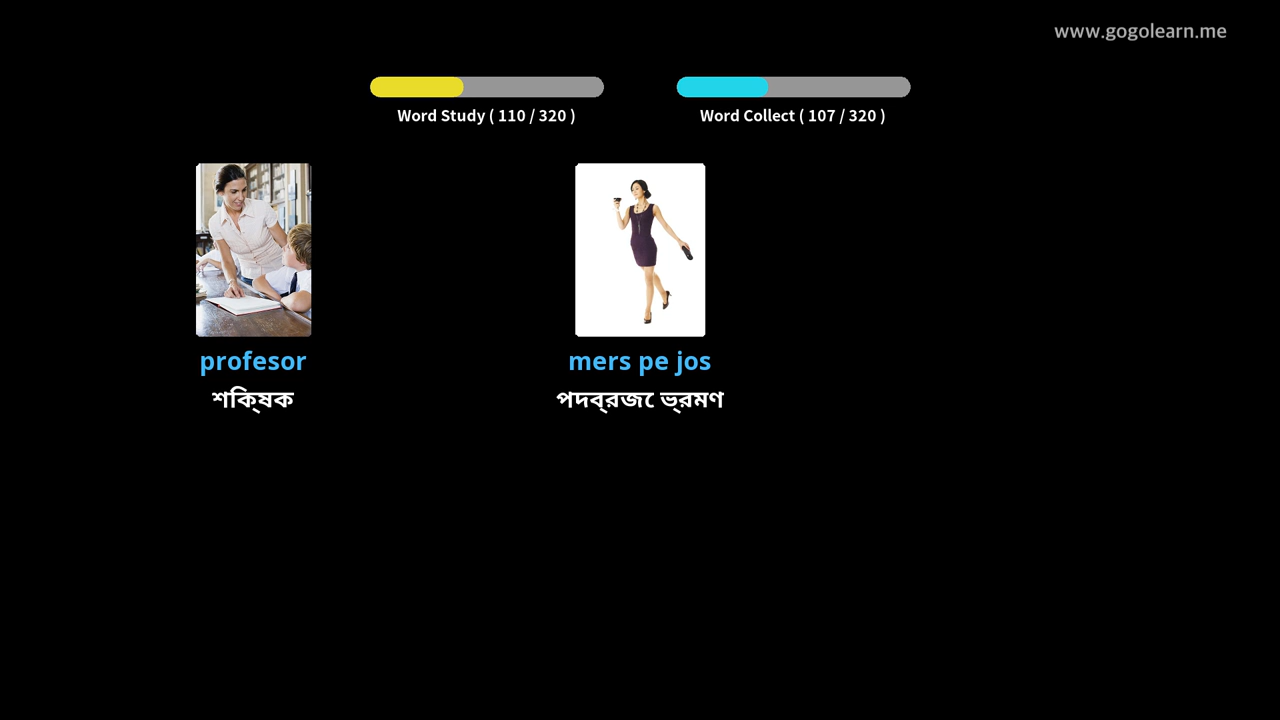 www.gogolearn.me
Word Study ( 110 / 320 )
Word Collect ( 107 / 320 )
profesor
শিক্ষক
mers pe jos
পদব্রজে ভ্রমণ